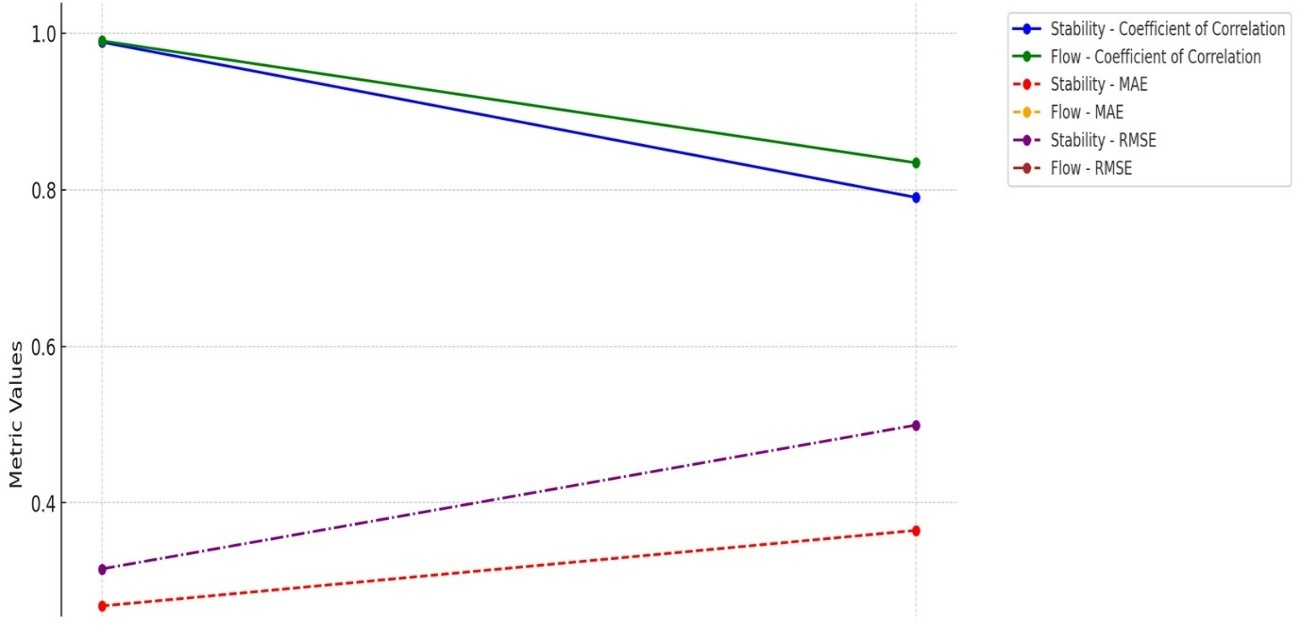 1.0
0.8
0.6
0.4
Metric Values
Stability - Coefficient of Correlation
Flow - Coefficient of Correlation
Stability - MAE
Flow - MAE
Stability - RMSE
Flow - RMSE